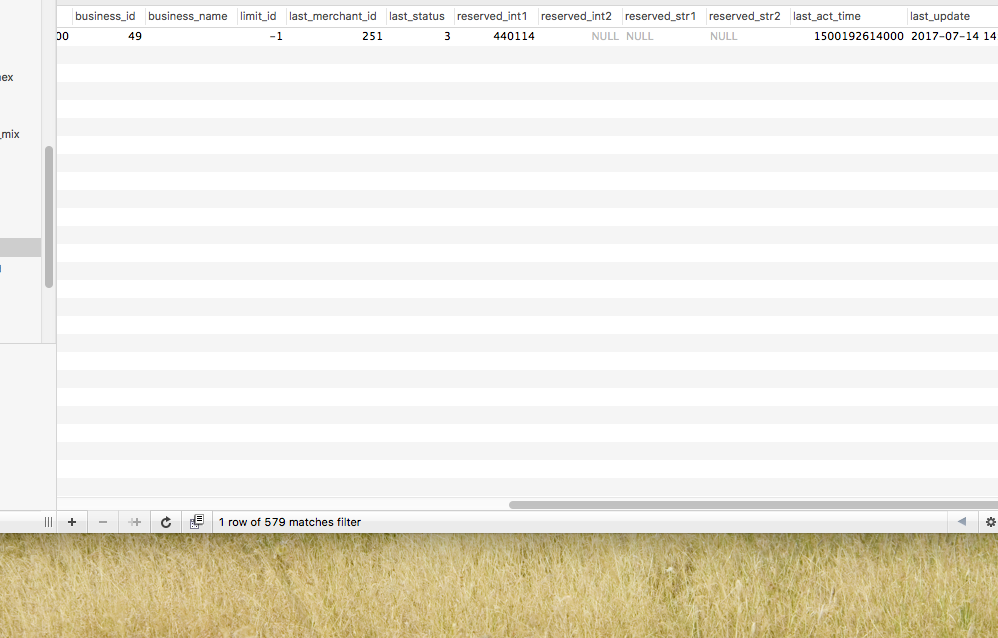 business_id business_name limit_id last_merchant_id last_status reserved_int1 reserved_int2 reserved_str1 reserved_str2 last_act_time last_update
00 49 -1 251 3 440114 NULL NULL NULL 1500192614000 2017-07-14 14
ex
_mix
1 row of 579 matches filter